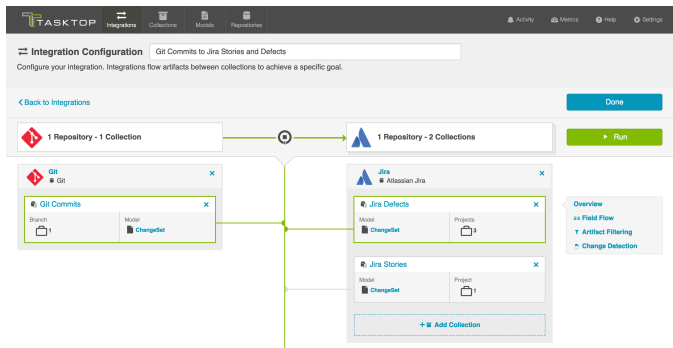 TASKTOP
Integrations
Collections
Models
Repositories
Activity
Metrics
Help
Settings
Integration Configuration
Git Commits to Jira Stories and Defects
Configure your integration. Integrations flow artifacts between collections to achieve a specific goal.
Back to Integrations
Done
1 Repository - 1 Collection
1 Repository - 2 Collections
Run
Git
Git
Jira
Atlassian Jira
Git Commits
Branch
1
Model
ChangeSet
Jira Defects
Model
ChangeSet
Projects
3
Jira Stories
Model
ChangeSet
Project
1
Add Collection
Overview
Field Flow
Artifact Filtering
Change Detection